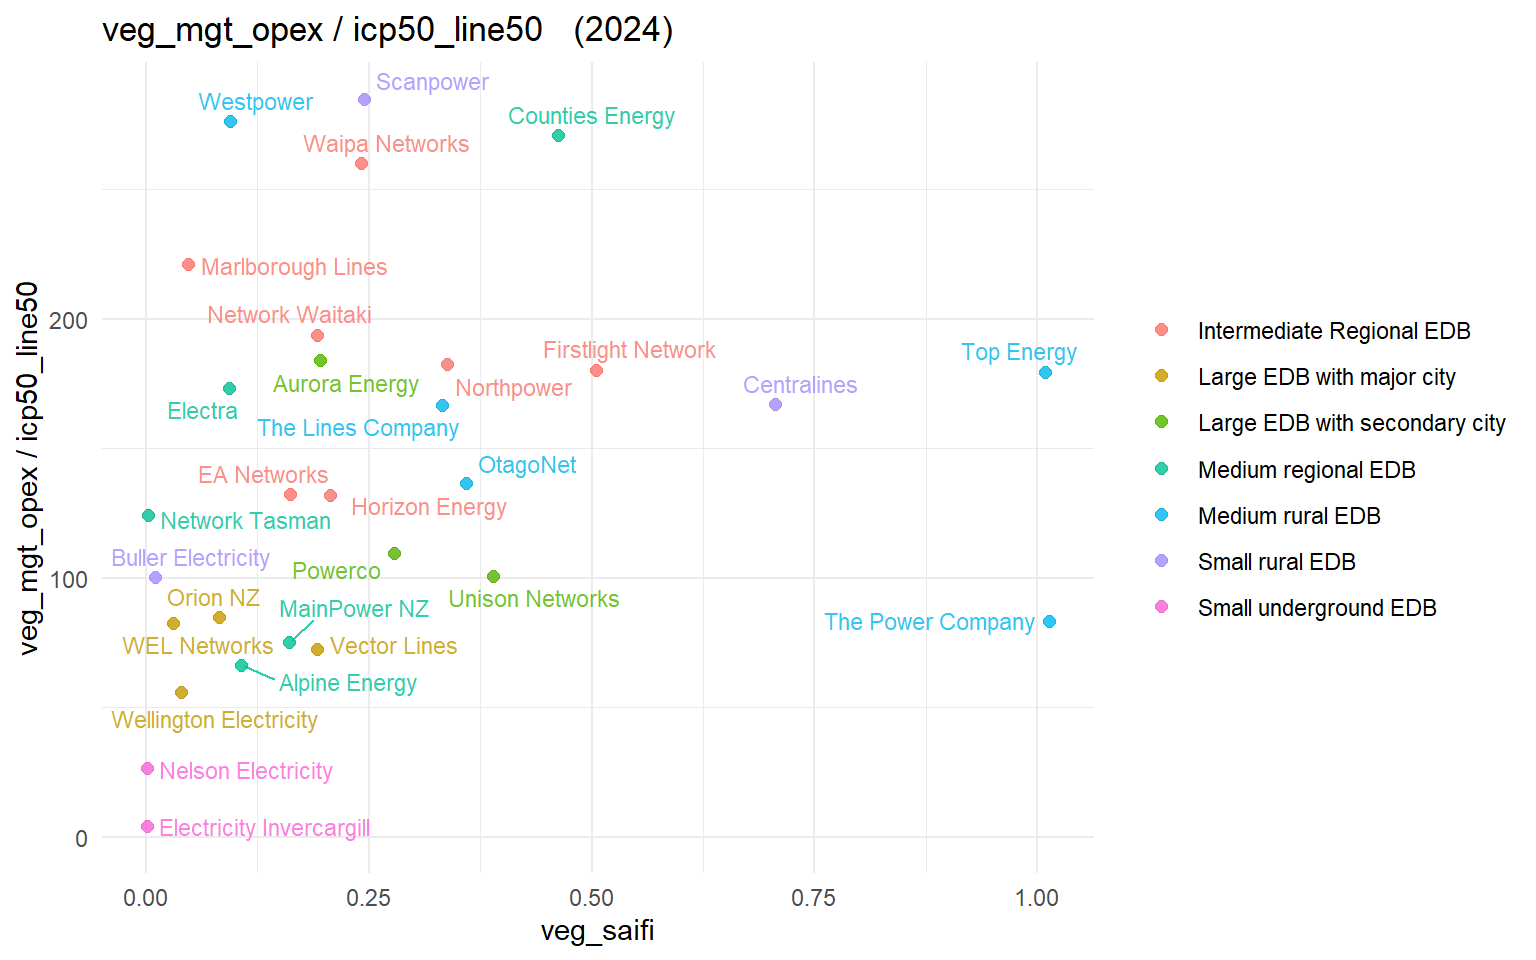 veg_mgt_opex / icp50_line50 (2024)
Scanpower
Westpower
Counties Energy
Waipa Networks
Marlborough Lines
Network Waitaki
Firstlight Network
Top Energy
Aurora Energy
Northpower
Centralines
Electra
The Lines Company
OtagoNet
EA Networks
Horizon Energy
Network Tasman
Buller Electricity
Powerco
Unison Networks
Orion NZ
MainPower NZ
The Power Company
WEL Networks
Vector Lines
Alpine Energy
Wellington Electricity
Nelson Electricity
Electricity Invercargill
200
100
0
veg_mgt_opex / icp50_line50
0.00
0.25
0.50
0.75
1.00
veg_saifi
Intermediate Regional EDB
Large EDB with major city
Large EDB with secondary city
Medium regional EDB
Medium rural EDB
Small rural EDB
Small underground EDB